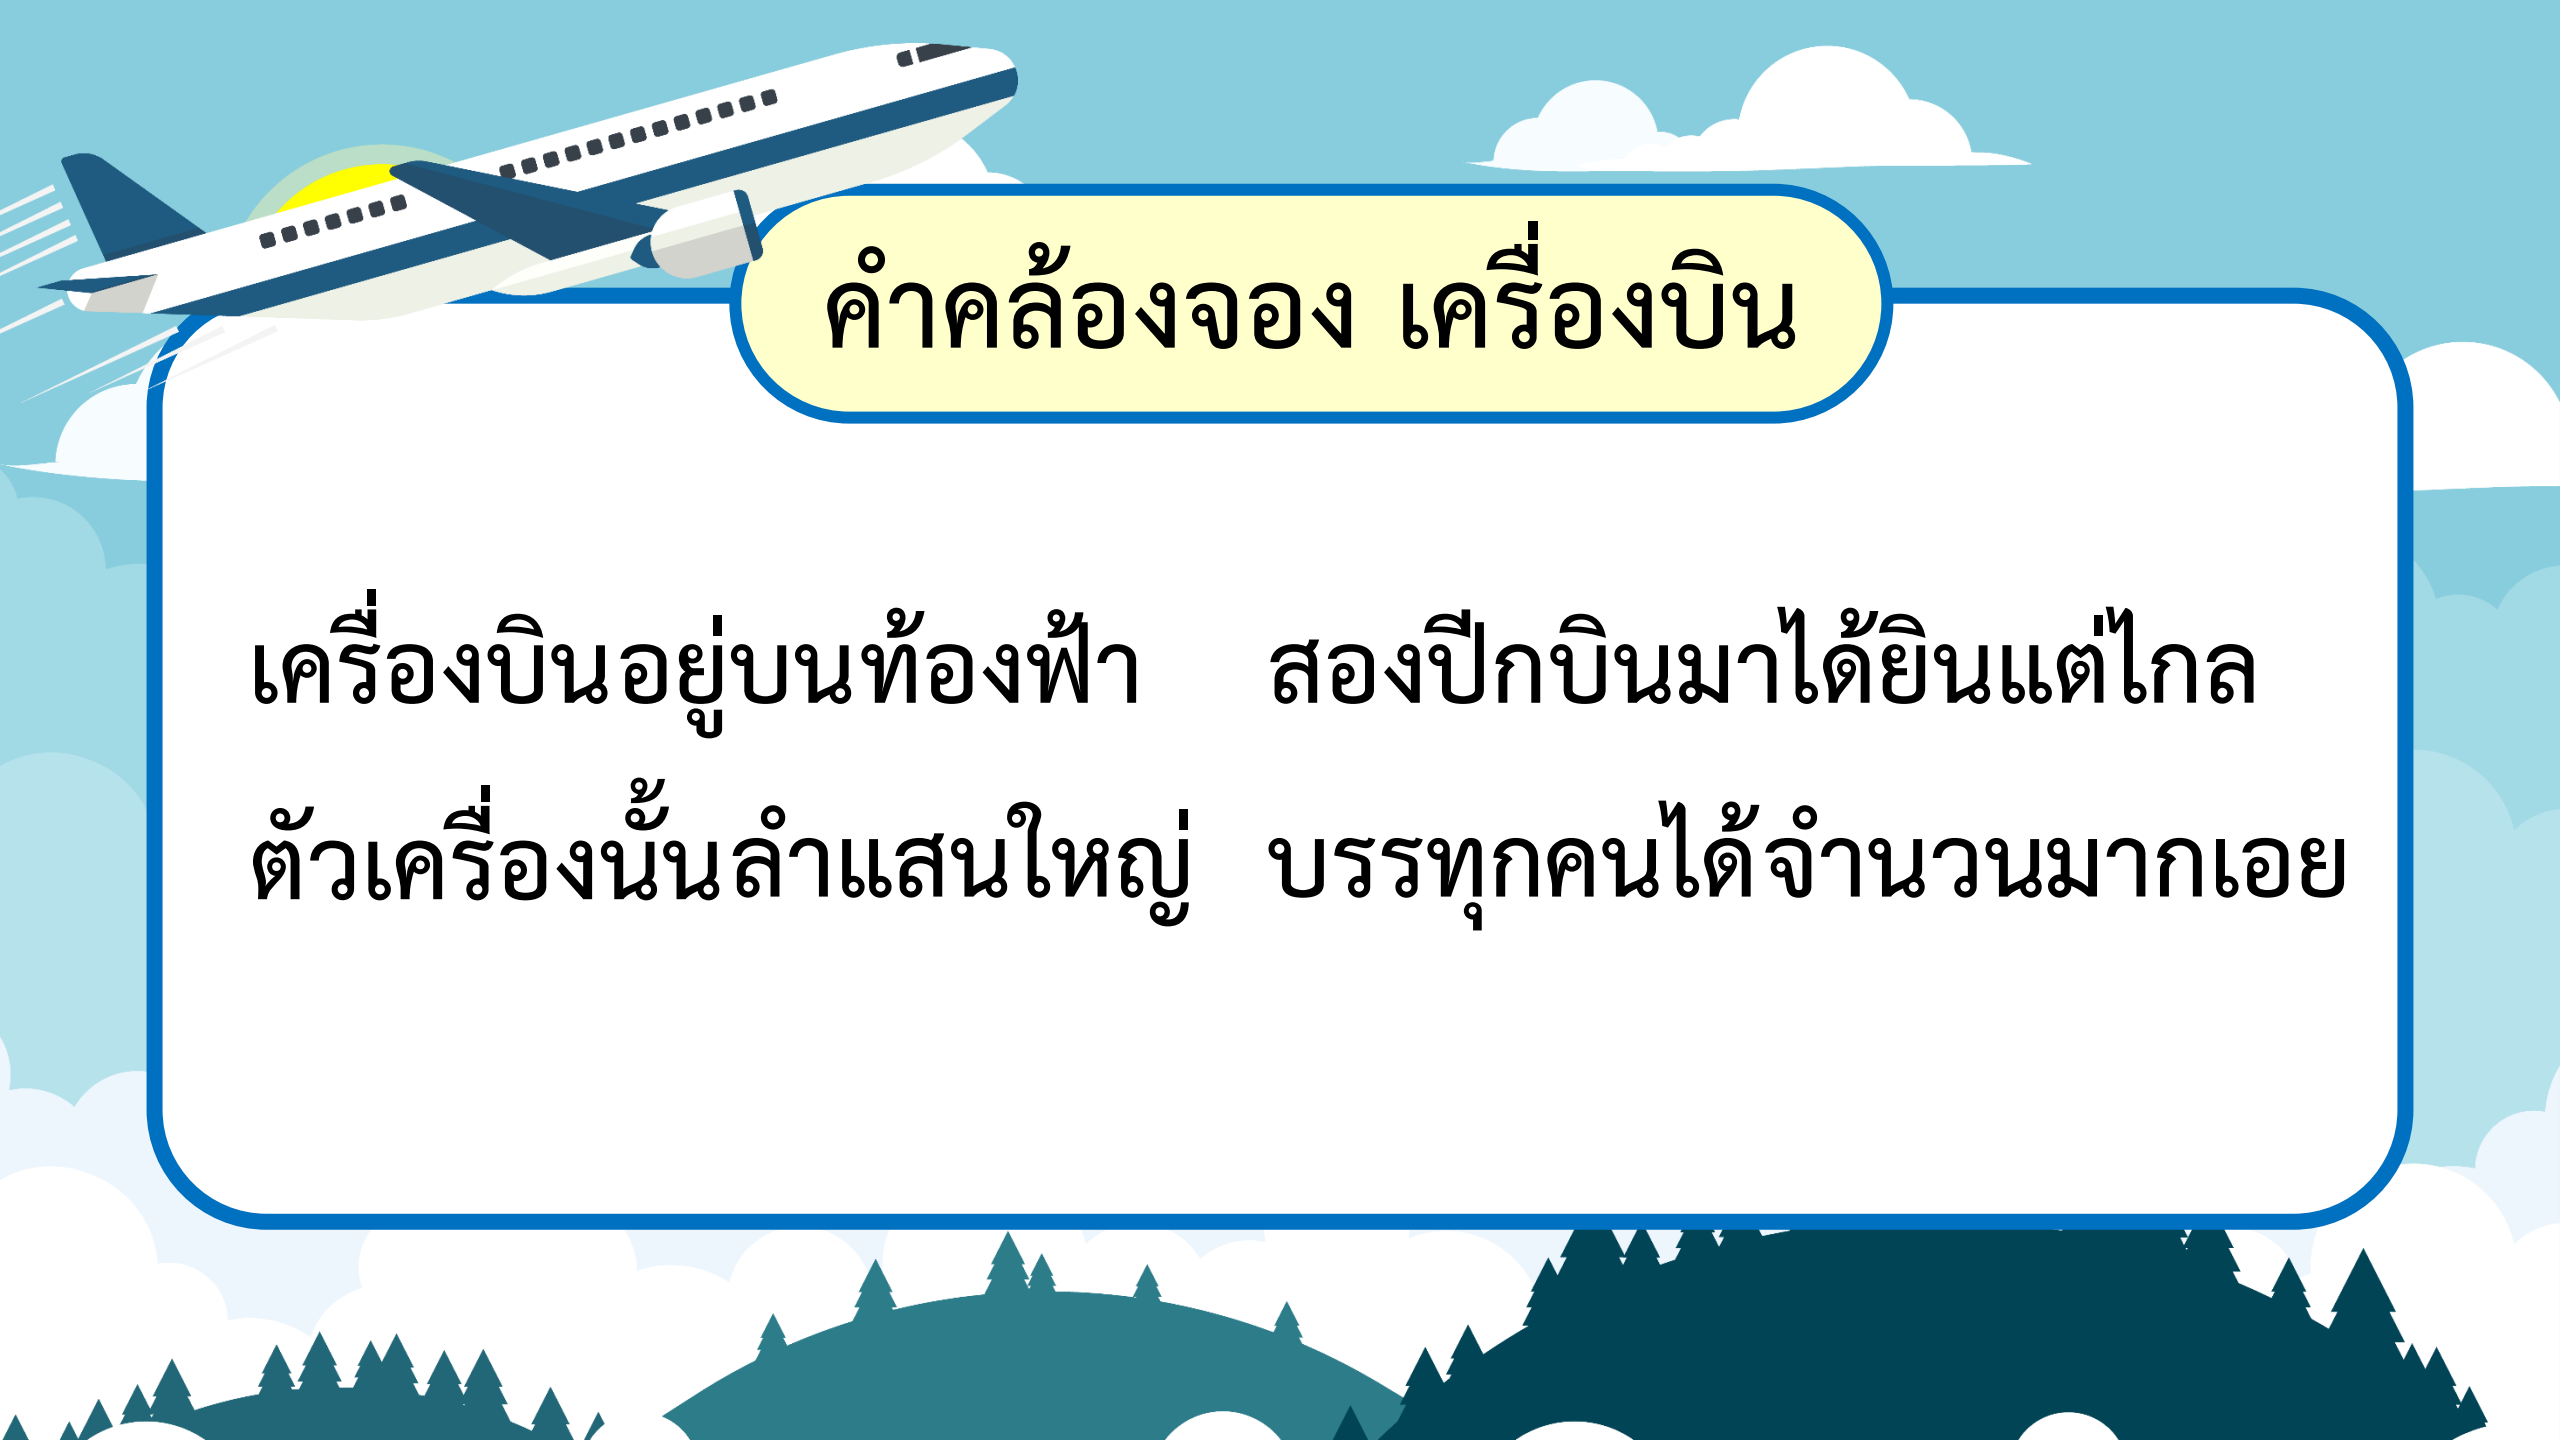 คำคล้องจอง เครื่องบิน
เครื่องบินอยู่บนท้องฟ้า สองปีกบินมาได้ยินแต่ไกล
ตัวเครื่องนั้นลำแสนใหญ่ บรรทุกคนได้จำนวนมากเอย